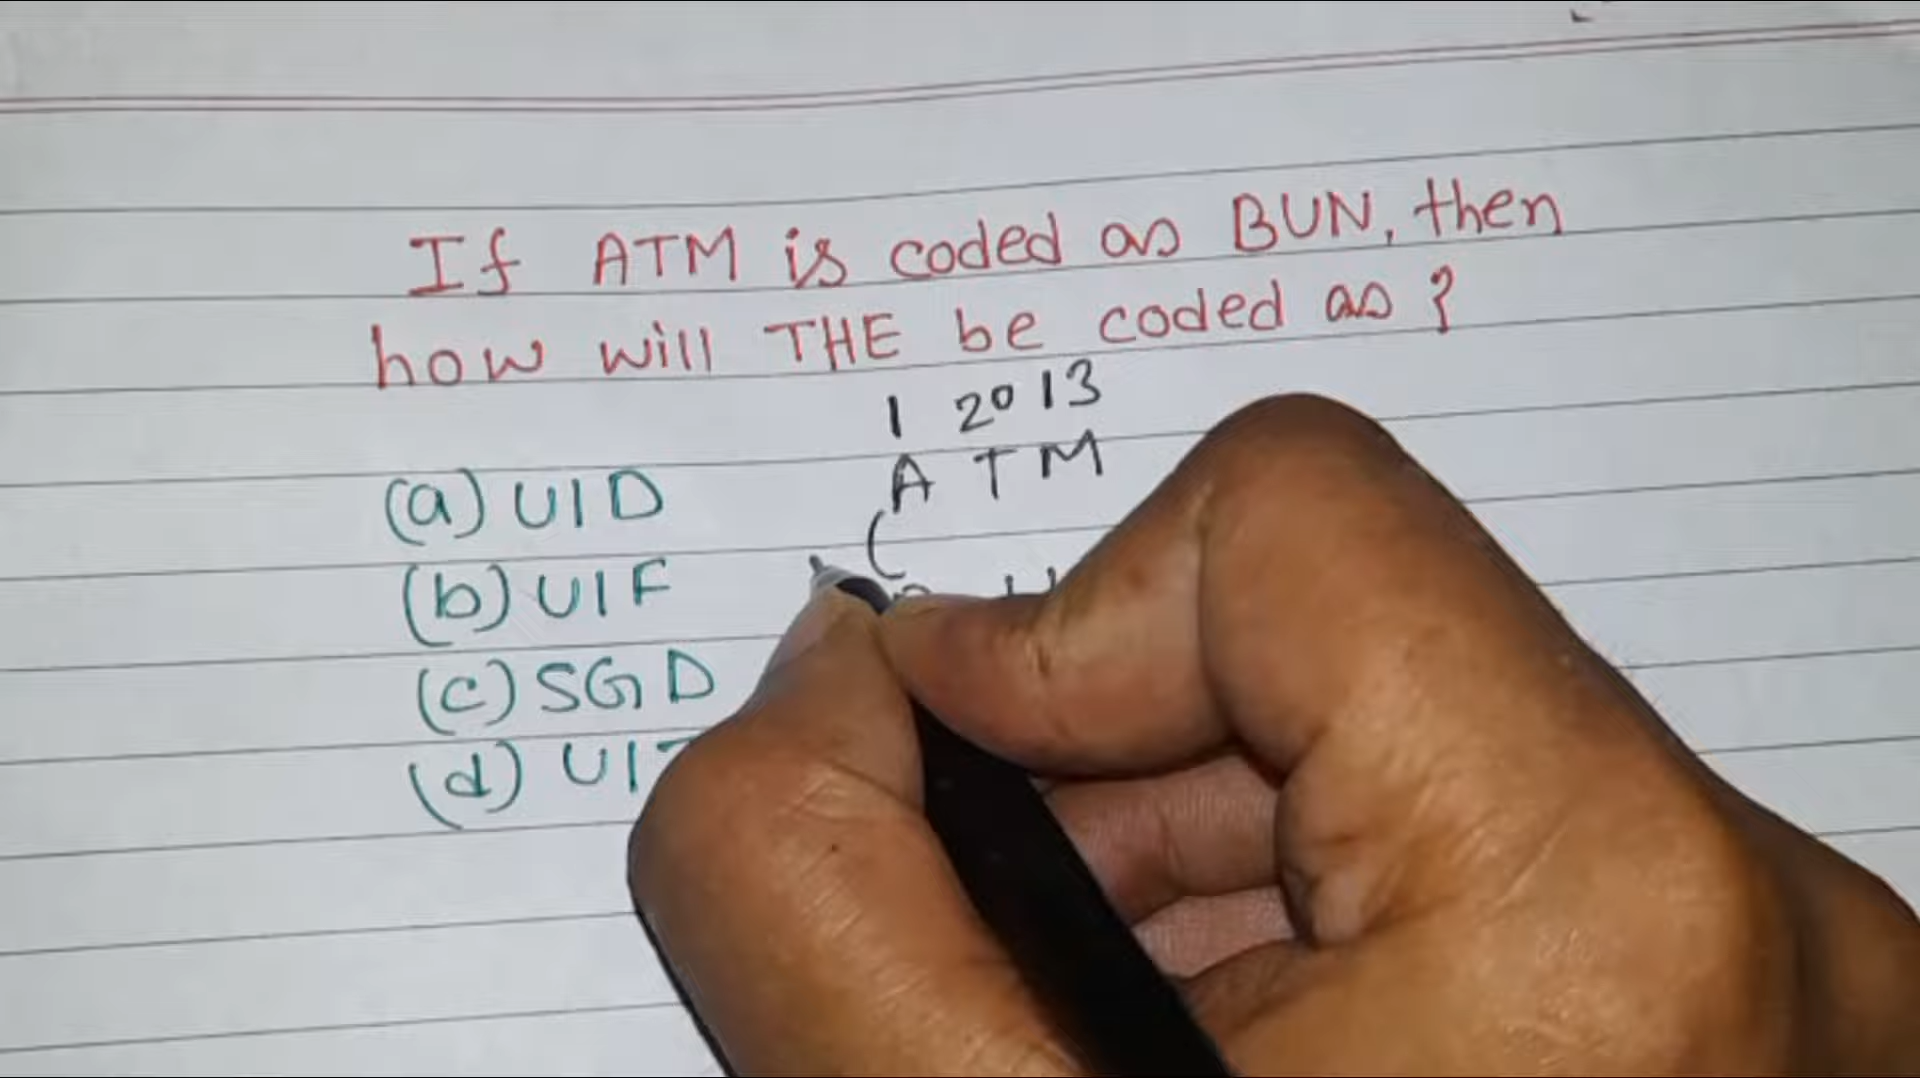 If ATM is coded as BUN, then
how will THE be coded as ?
1 20 13
A T M
(a) UID
(b) UIF
(c) SGD
(d)